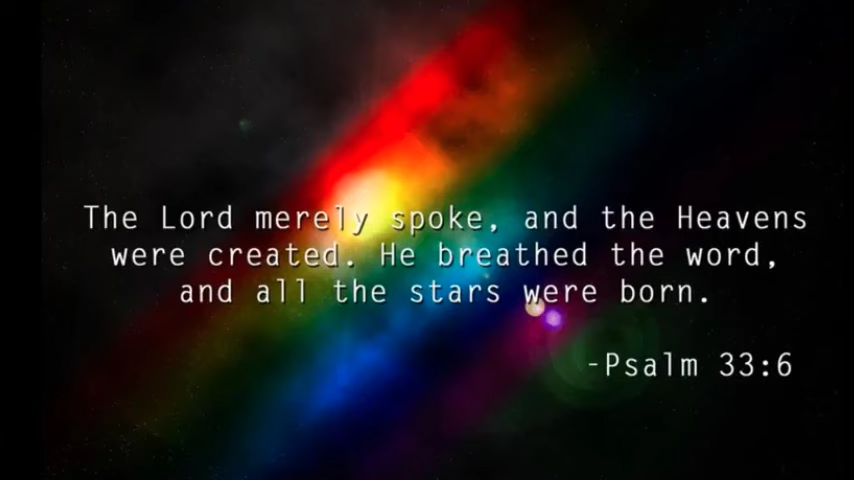 The Lord merely spoke, and the Heavens
were created. He breathed the word,
and all the stars were born.
-Psalm 33:6